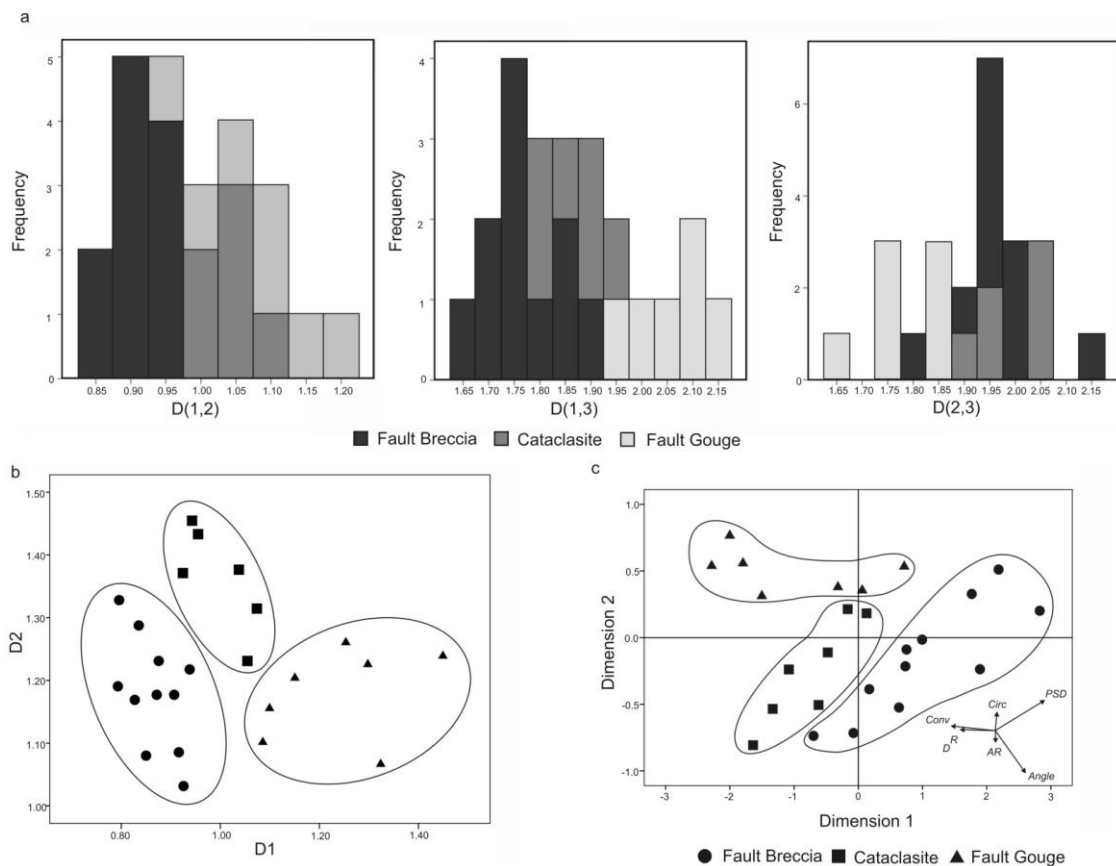 a
Frequency
5
4
3
2
1
0
0.85 0.90 0.95 1.00 1.05 1.10 1.15 1.20
D(1,2)
Frequency
4
3
2
1
0
1.65 1.70 1.75 1.80 1.85 1.90 1.95 2.00 2.05 2.10 2.15
D(1,3)
Frequency
6
4
2
0
1.65 1.70 1.75 1.80 1.85 1.90 1.95 2.00 2.05 2.10 2.15
D(2,3)
Fault Breccia Cataclasite Fault Gouge
b
D2
1.50
1.40
1.30
1.20
1.10
1.00
0.80 1.00 1.20 1.40
D1
c
Dimension 2
1.0
0.5
0.0
-0.5
-1.0
Circ
PSD
Conv
R
D
AR
Angle
-3 -2 -1 0 1 2 3
Dimension 1
Fault Breccia Cataclasite Fault Gouge